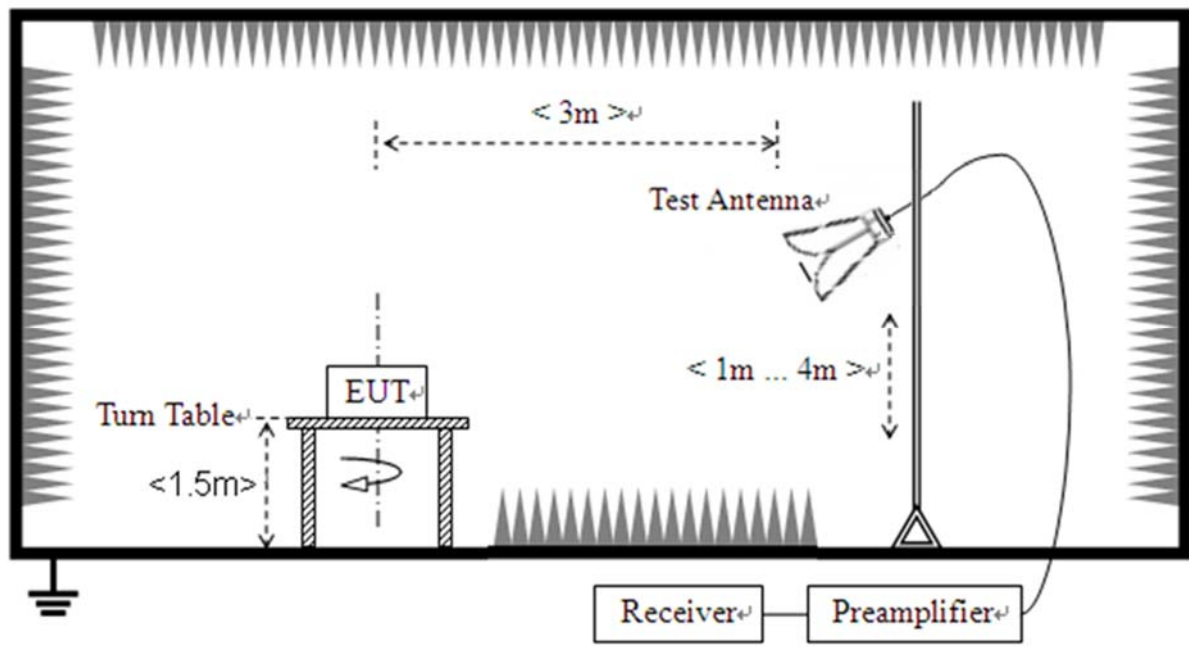 < 3m >↵
Test Antenna↵
< 1m ... 4m >↵
EUT↵
Turn Table↵
<1.5m>
Receiver↵
Preamplifier↵